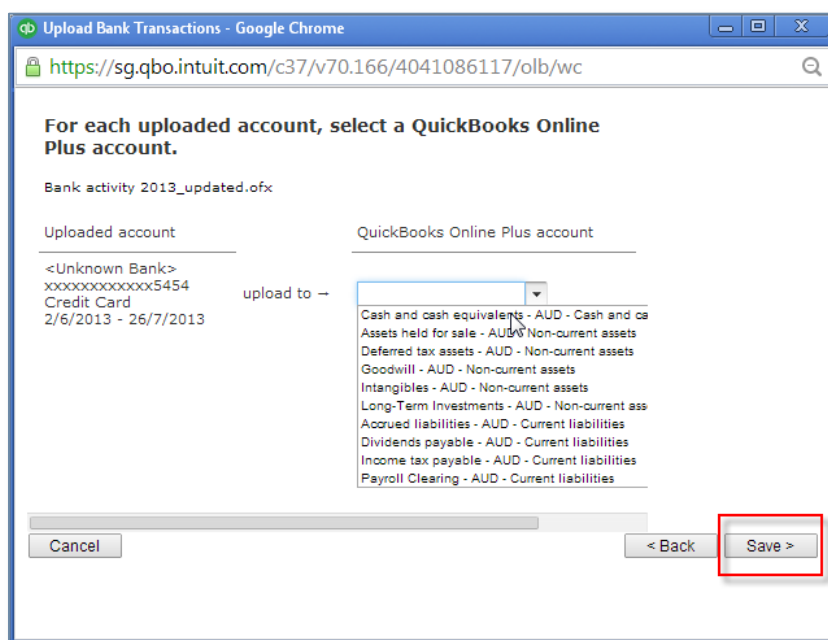 qb Upload Bank Transactions - Google Chrome
https://sg.qbo.intuit.com/c37/v70.166/4041086117/olb/wc
For each uploaded account, select a QuickBooks Online
Plus account.
Bank activity 2013_updated.ofx
Uploaded account QuickBooks Online Plus account
<Unknown Bank>
xxxxxxxxxxxx5454
Credit Card
2/6/2013 - 26/7/2013
upload to →
Cash and cash equivalents - AUD - Cash and ca
Assets held for sale - AUD - Non-current assets
Deferred tax assets - AUD - Non-current assets
Goodwill - AUD - Non-current assets
Intangibles - AUD - Non-current assets
Long-Term Investments - AUD - Non-current ass
Accrued liabilities - AUD - Current liabilities
Dividends payable - AUD - Current liabilities
Income tax payable - AUD - Current liabilities
Payroll Clearing - AUD - Current liabilities
Cancel < Back Save >